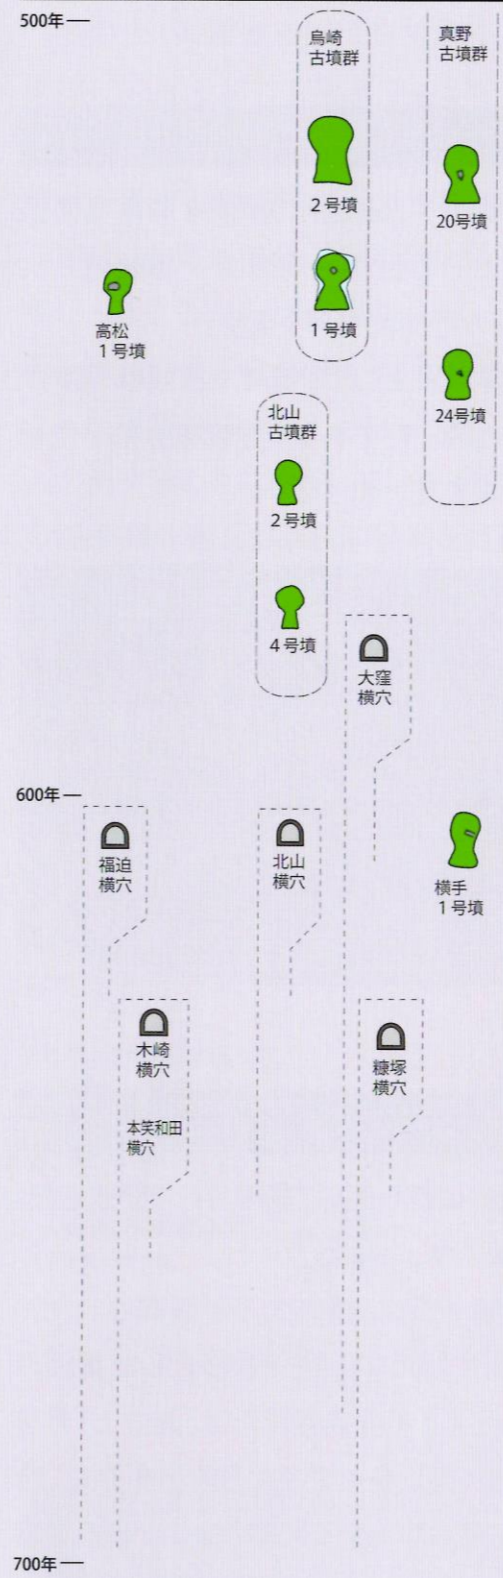 500年
烏崎
古墳群
真野
古墳群
2号墳
20号墳
1号墳
高松
1号墳
24号墳
北山
古墳群
2号墳
4号墳
大窪
横穴
600年
福迫
横穴
北山
横穴
横手
1号墳
木崎
横穴
糠塚
横穴
本笑和田
横穴
700年